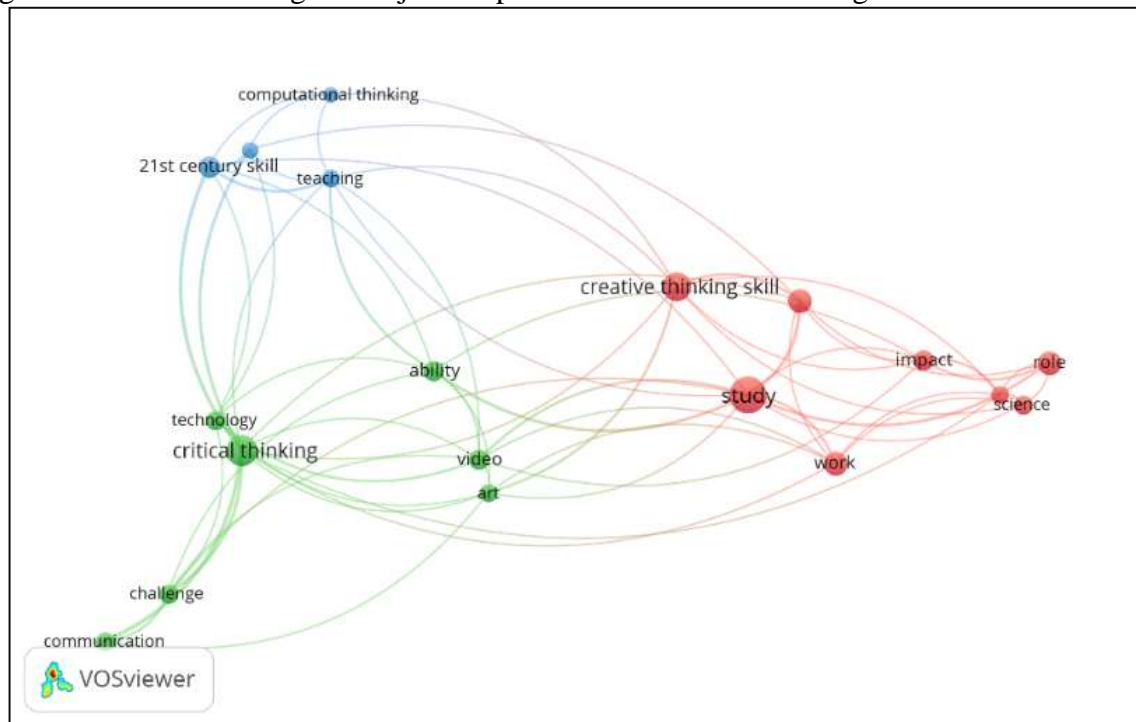 computational thinking
21st century skill
teaching
creative thinking skill
impact
role
ability
study
science
technology
critical thinking
video
work
art
challenge
communication
VOSviewer